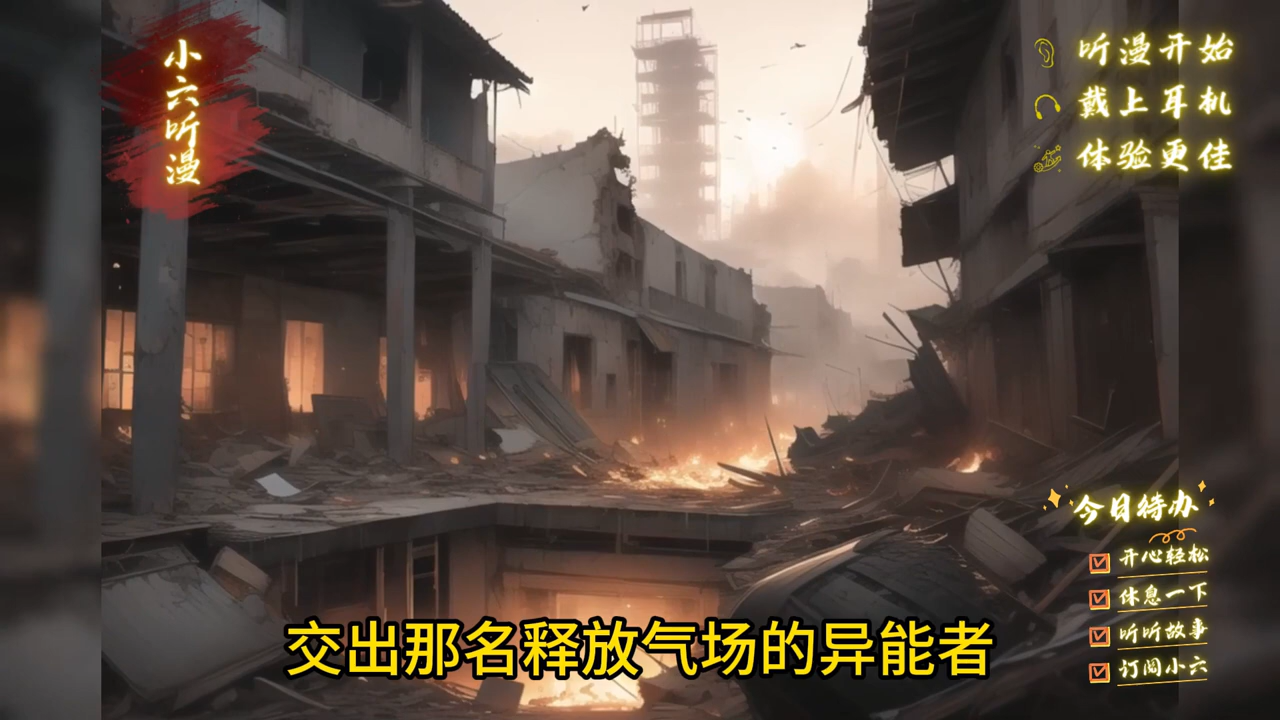 小六听漫
听漫开始
戴上耳机
体验更佳
今日待办
开心轻松
休息一下
听听故事
订阅小六
交出那名释放气场的异能者